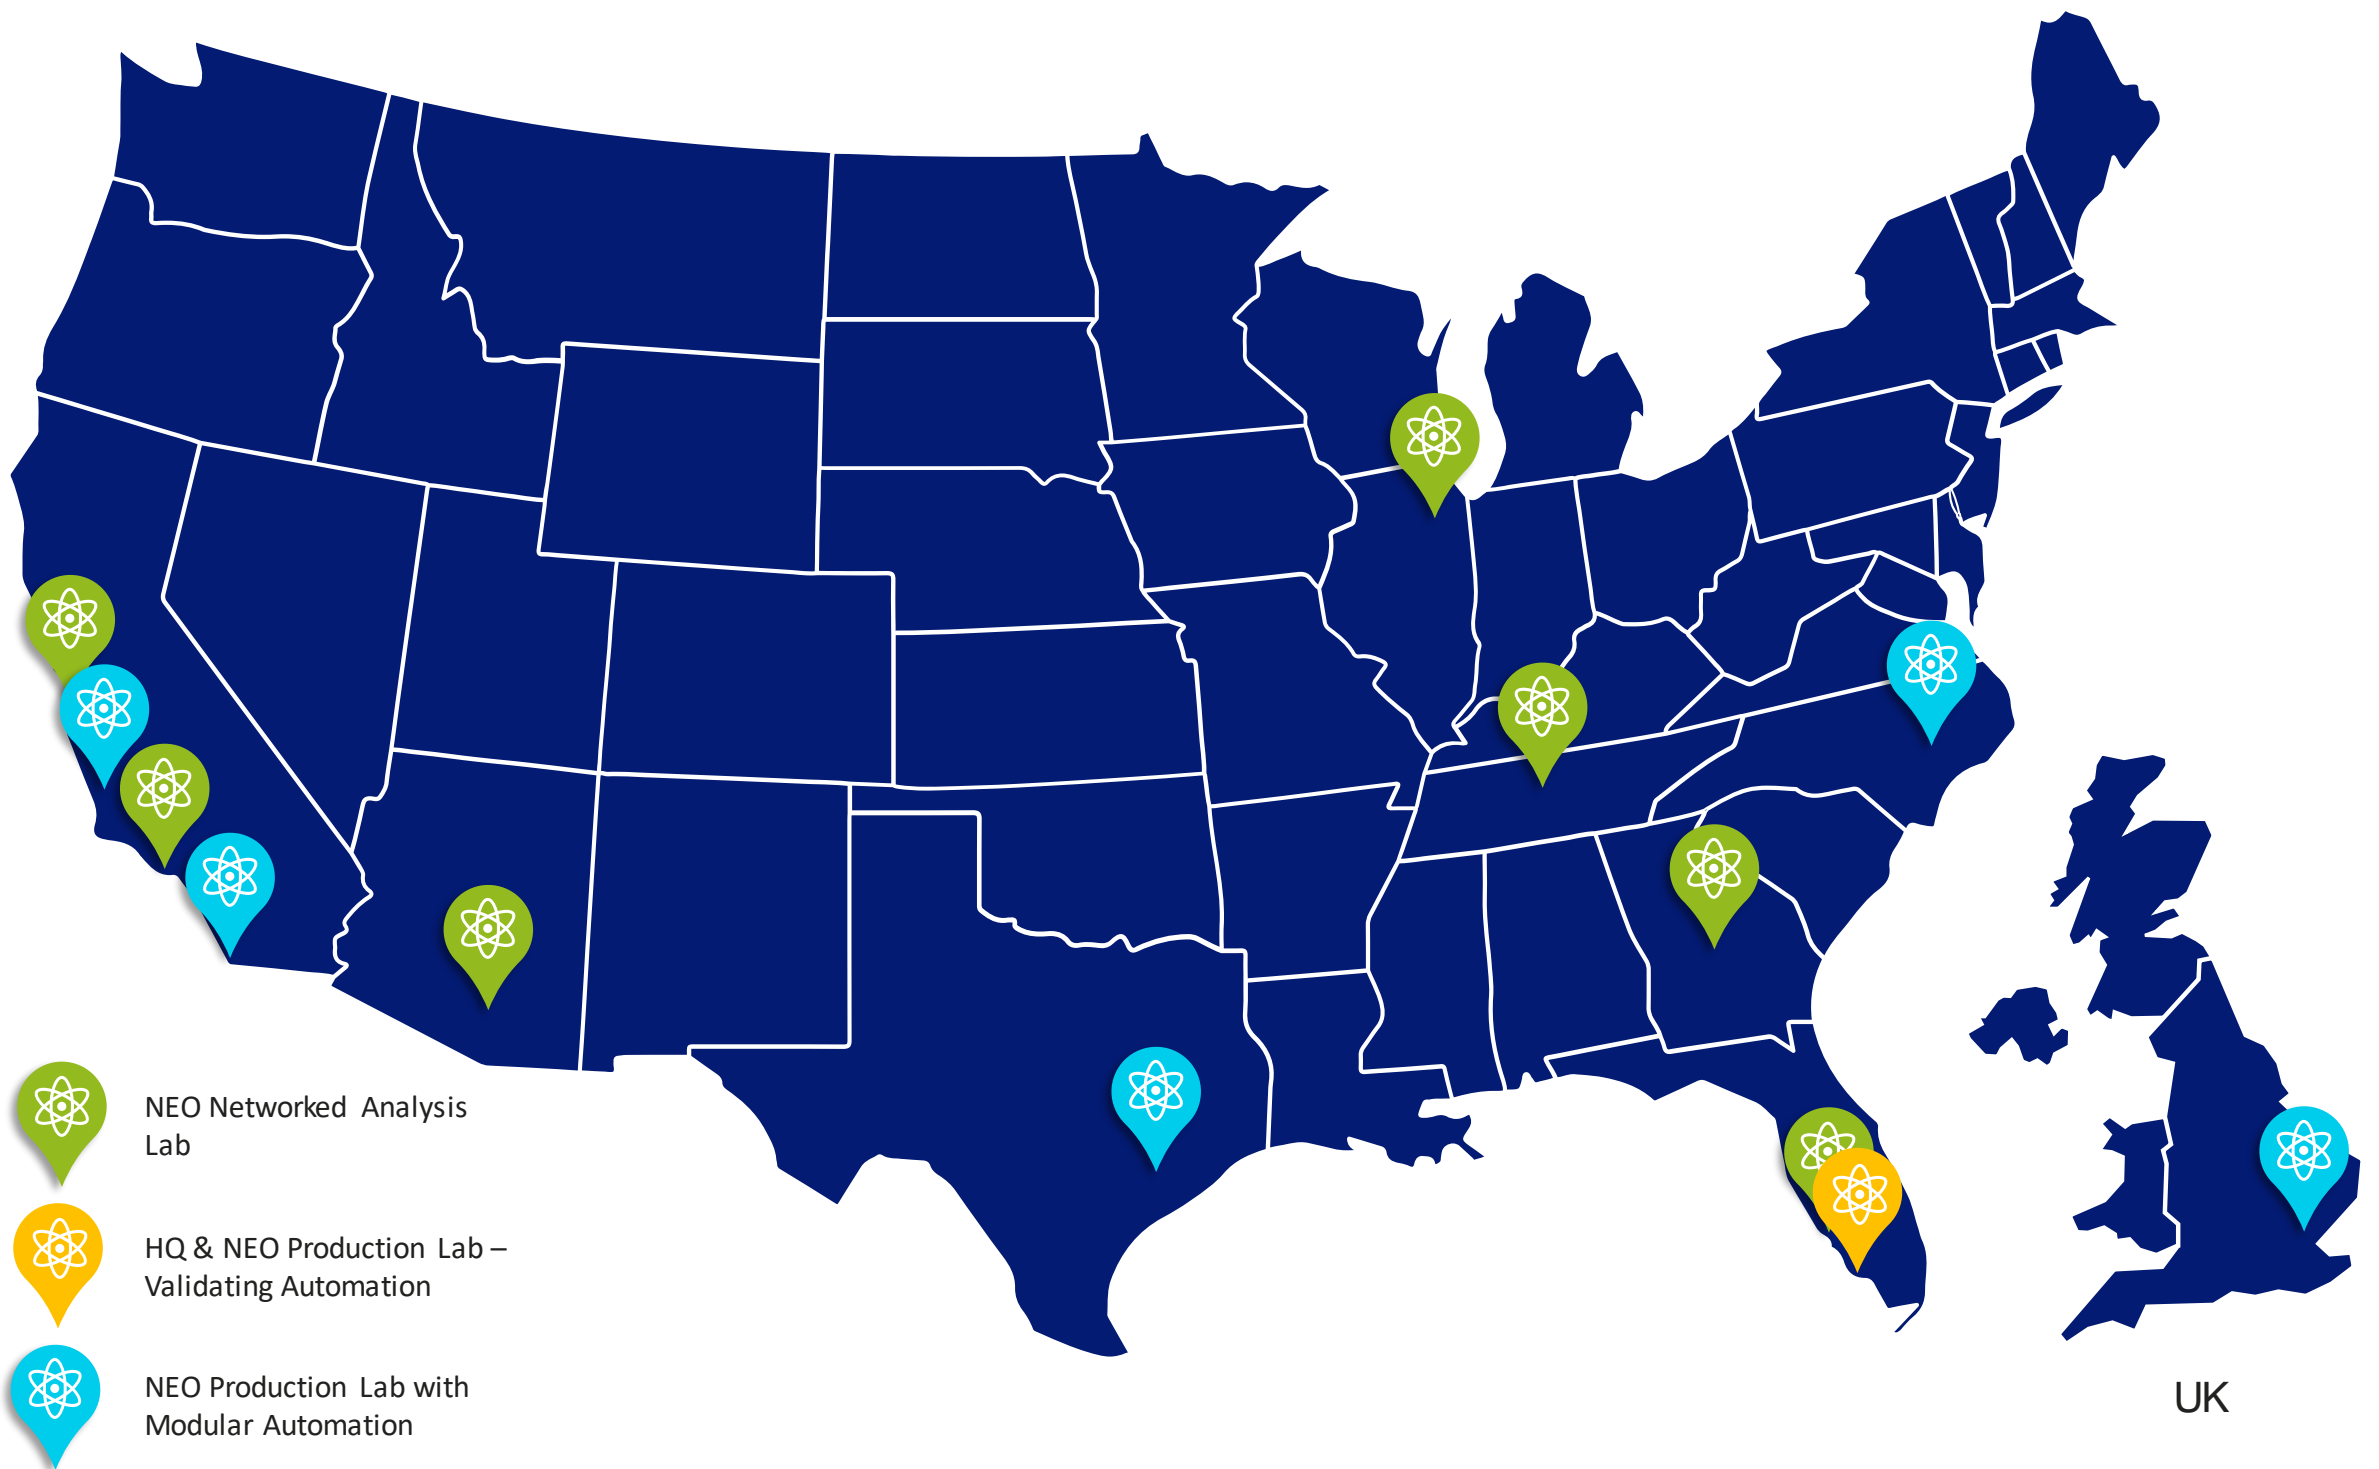 NEO Networked Analysis
Lab
HQ & NEO Production Lab –
Validating Automation
NEO Production Lab with
Modular Automation
UK